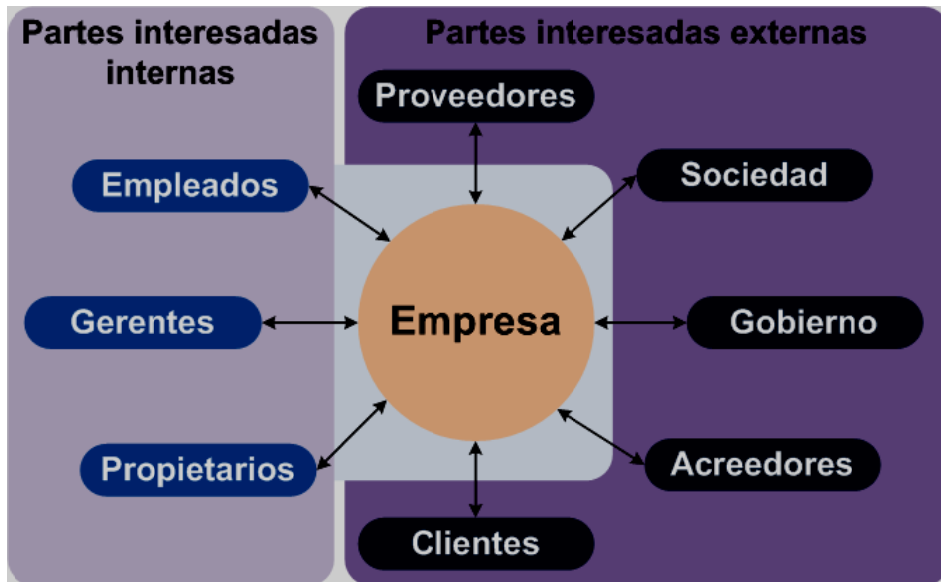 Partes interesadas
internas
Partes interesadas externas
Proveedores
Empleados
Sociedad
Gerentes
Empresa
Gobierno
Propietarios
Acreedores
Clientes